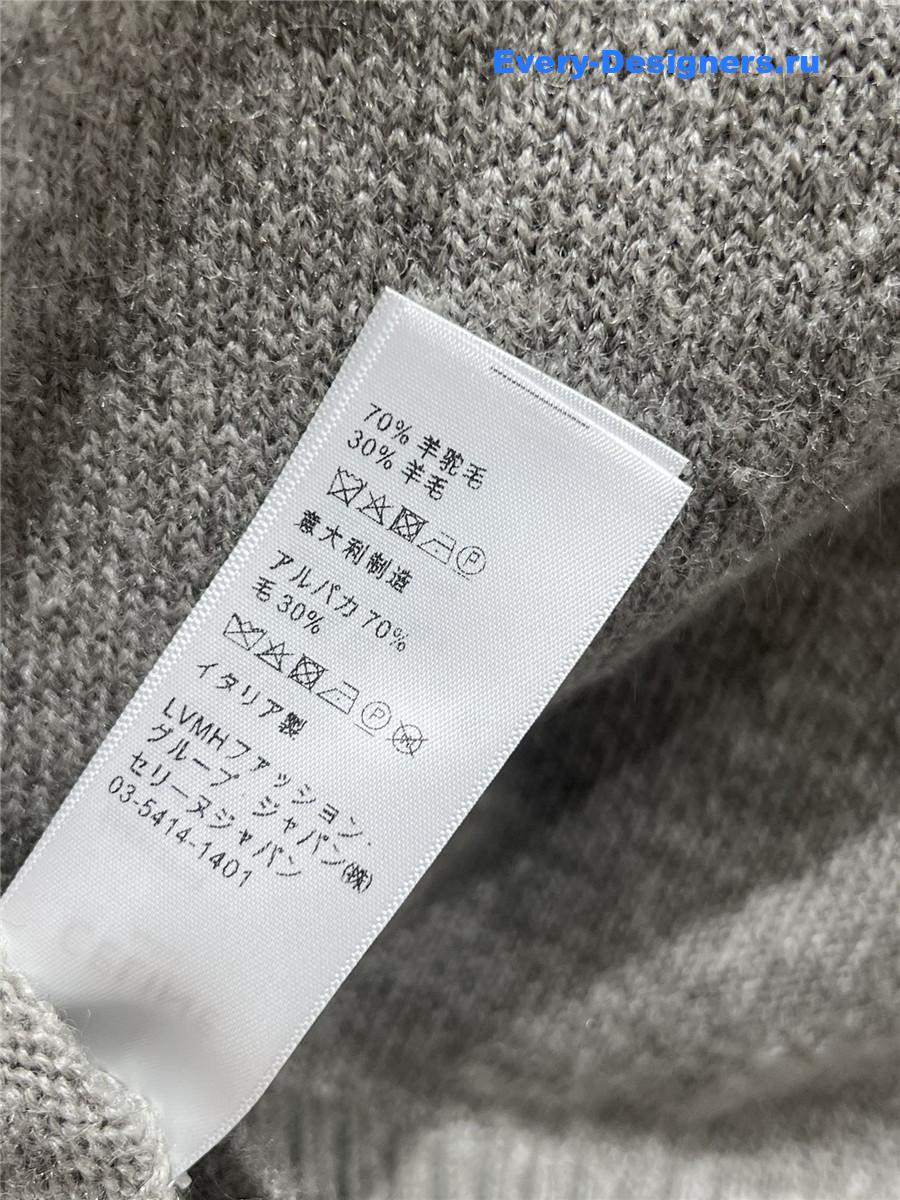 Every-Designers.ru
70% 羊驼毛
30% 羊毛
P
意大利制造
アルパカ 70%
毛 30%
P
W
イタリア製
LVMHファッション.
グループ.ジャパン㈱
セリーヌジャパン
03-5414-1401